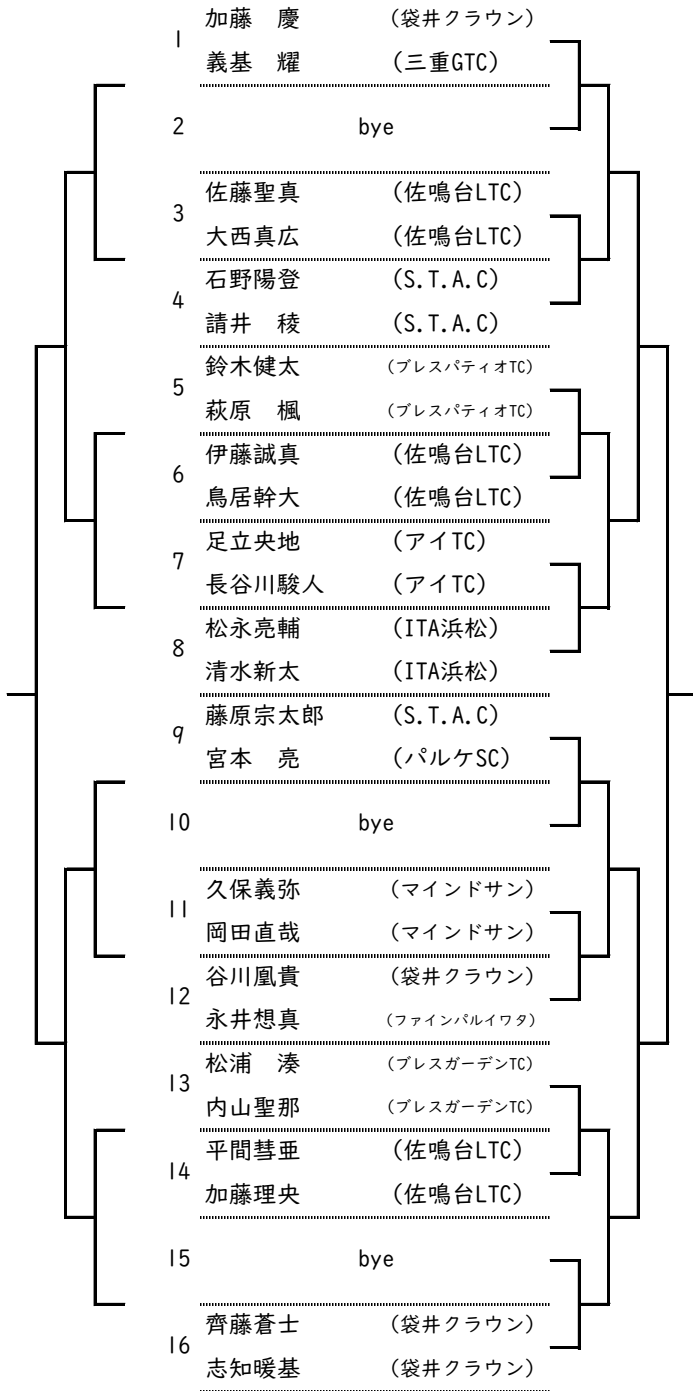 1
加藤　慶 (袋井クラウン)
義基　耀 (三重GTC)
2 bye
3
佐藤聖真 (佐鳴台LTC)
大西真広 (佐鳴台LTC)
4
石野陽登 (S.T.A.C)
請井　稜 (S.T.A.C)
5
鈴木健太 (ブレスパティオTC)
萩原　楓 (ブレスパティオTC)
6
伊藤誠真 (佐鳴台LTC)
鳥居幹大 (佐鳴台LTC)
7
足立央地 (アイTC)
長谷川駿人 (アイTC)
8
松永亮輔 (ITA浜松)
清水新太 (ITA浜松)
9
藤原宗太郎 (S.T.A.C)
宮本　亮 (パルケSC)
10 bye
11
久保義弥 (マインドサン)
岡田直哉 (マインドサン)
12
谷川凰貴 (袋井クラウン)
永井想真 (ファインパルイワタ)
13
松浦　湊 (ブレスガーデンTC)
内山聖那 (ブレスガーデンTC)
14
平間彗亜 (佐鳴台LTC)
加藤理央 (佐鳴台LTC)
15 bye
16
齊藤蒼士 (袋井クラウン)
志知暖基 (袋井クラウン)